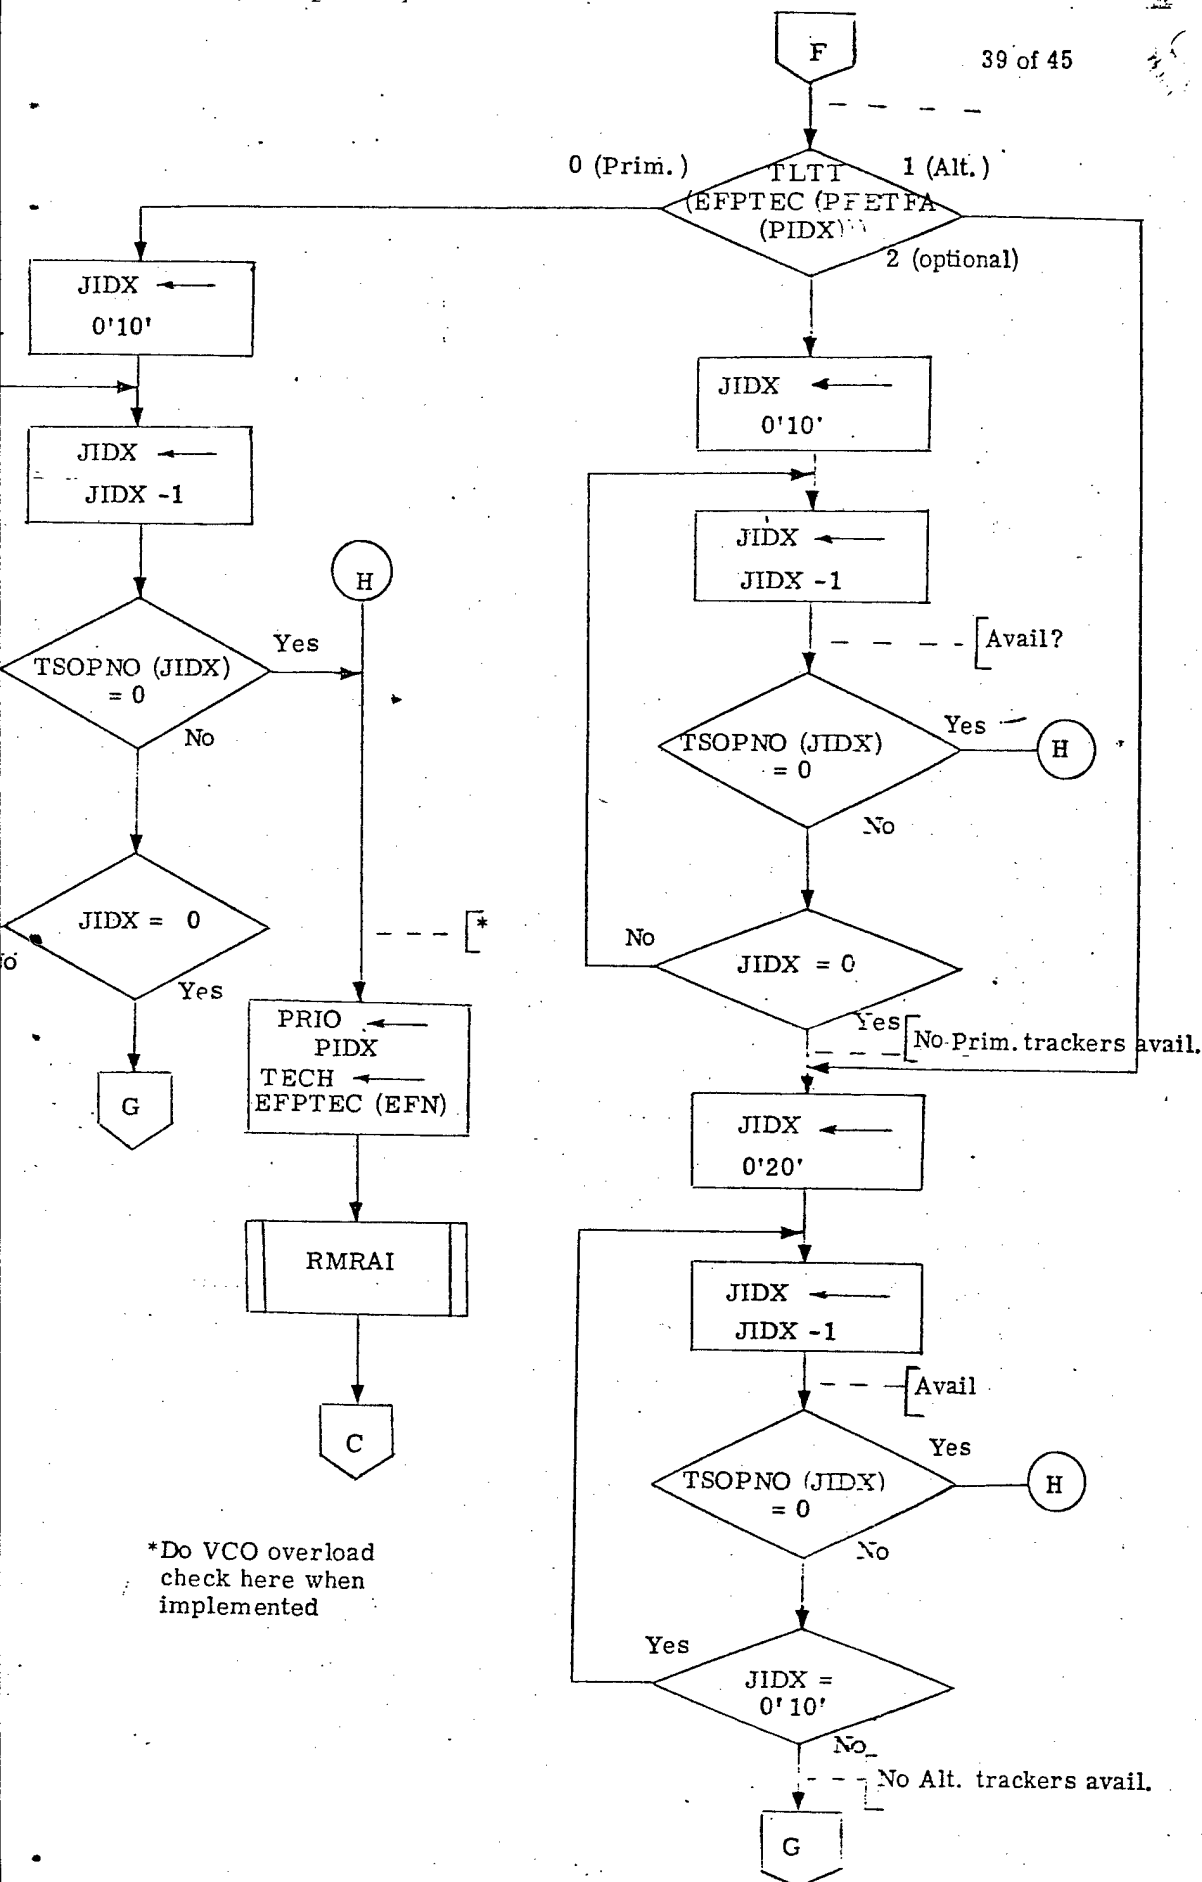 F
39 of 45
0 (Prim.)
TLTT
1 (Alt.)
(EFPTEC (PFETFA
(PIDX)))
2 (optional)
JIDX ←
0'10'
JIDX ←
JIDX -1
H
TSOPNO (JIDX)
= 0
Yes
No
JIDX = 0
Yes
G
[*
PRIO ←
PIDX
TECH ←
EFPTEC (EFN)
RMRAI
C
*Do VCO overload
check here when
implemented
JIDX ←
0'10'
JIDX ←
JIDX -1
Avail?
TSOPNO (JIDX)
= 0
Yes
H
No
No
JIDX = 0
Yes
No Prim. trackers avail.
JIDX ←
0'20'
JIDX ←
JIDX -1
Avail
TSOPNO (JIDX)
= 0
Yes
H
No
Yes
JIDX =
0'10'
No
No Alt. trackers avail.
G